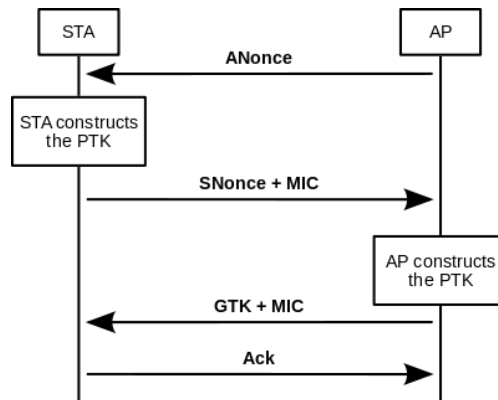 STA
AP
ANonce
STA constructs
the PTK
SNonce + MIC
AP constructs
the PTK
GTK + MIC
Ack